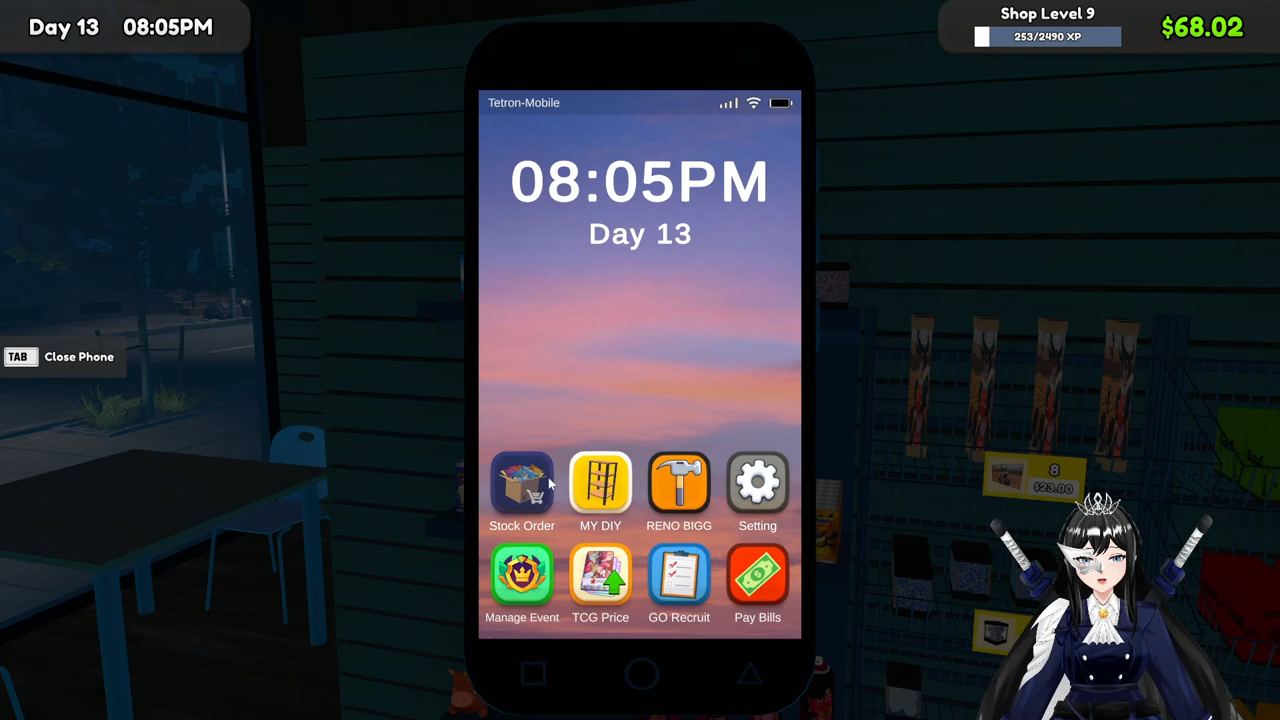 Day 13 08:05PM
Shop Level 9
253/2490 XP
$68.02
Tetron-Mobile
08:05PM
Day 13
TAB Close Phone
Stock Order MY DIY RENO BIGG Setting
Manage Event TCG Price GO Recruit Pay Bills
8
$23.00